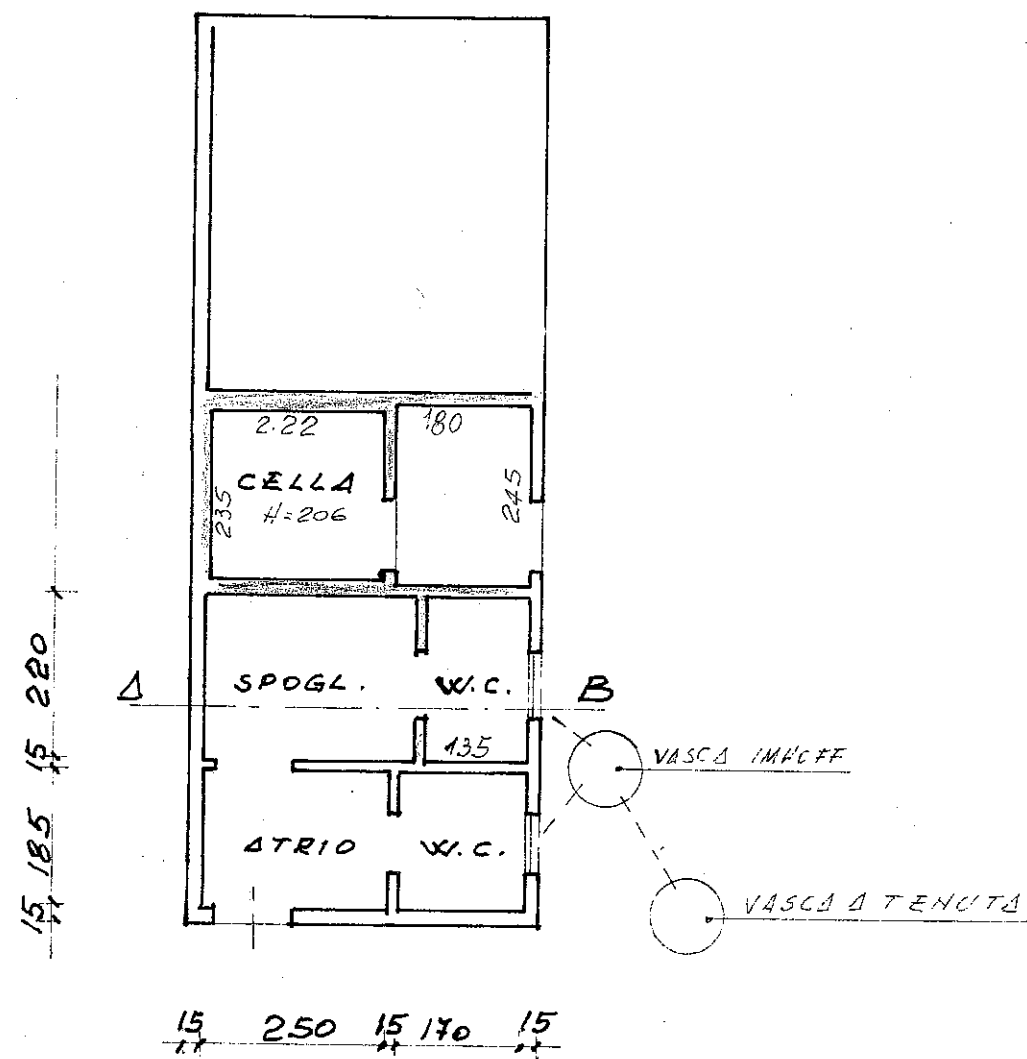 2.22
180
CELLA
H=206
235
245
220
SPOGL.
W.C.
A
B
135
15
VASCA IMHOFF
185
ATRIO
W.C.
15
VASCA A TENUTA
15
250
15
170
15